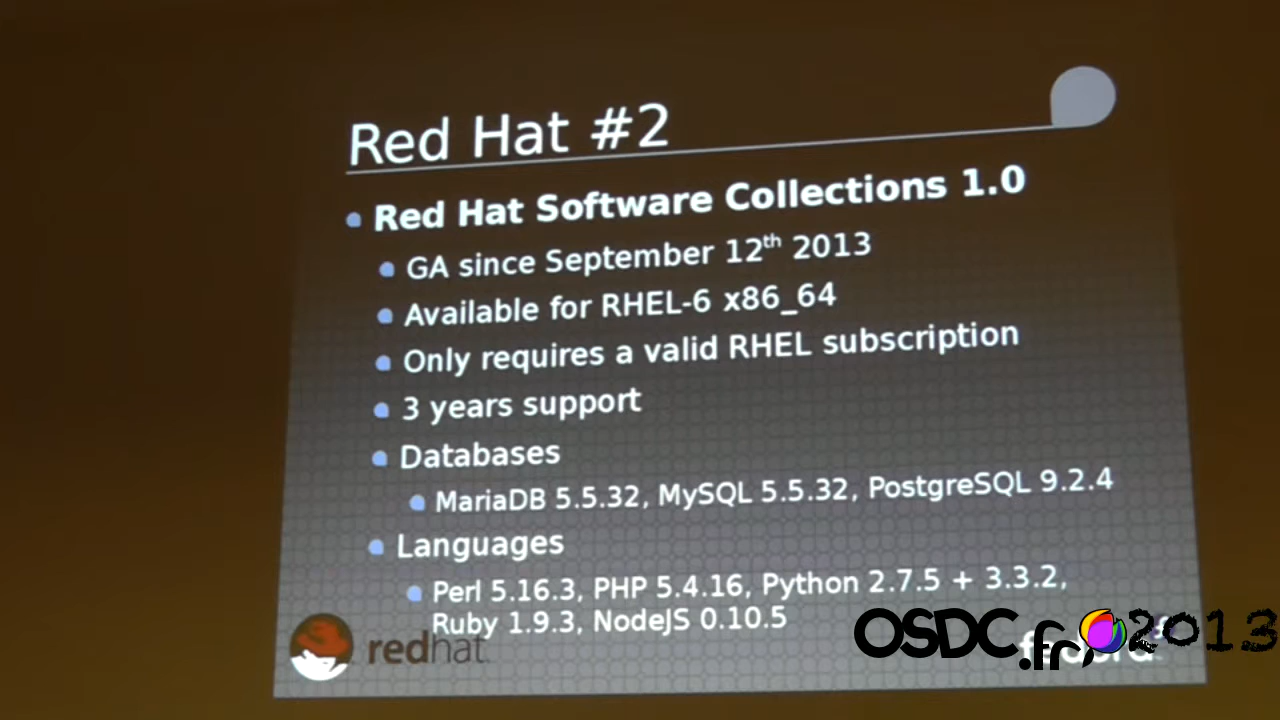 Red Hat #2
Red Hat Software Collections 1.0
GA since September 12th 2013
Available for RHEL-6 x86_64
Only requires a valid RHEL subscription
3 years support
Databases
MariaDB 5.5.32, MySQL 5.5.32, PostgreSQL 9.2.4
Languages
Perl 5.16.3, PHP 5.4.16, Python 2.7.5 + 3.3.2,
Ruby 1.9.3, NodeJS 0.10.5
redhat
OSDC.fr 2013